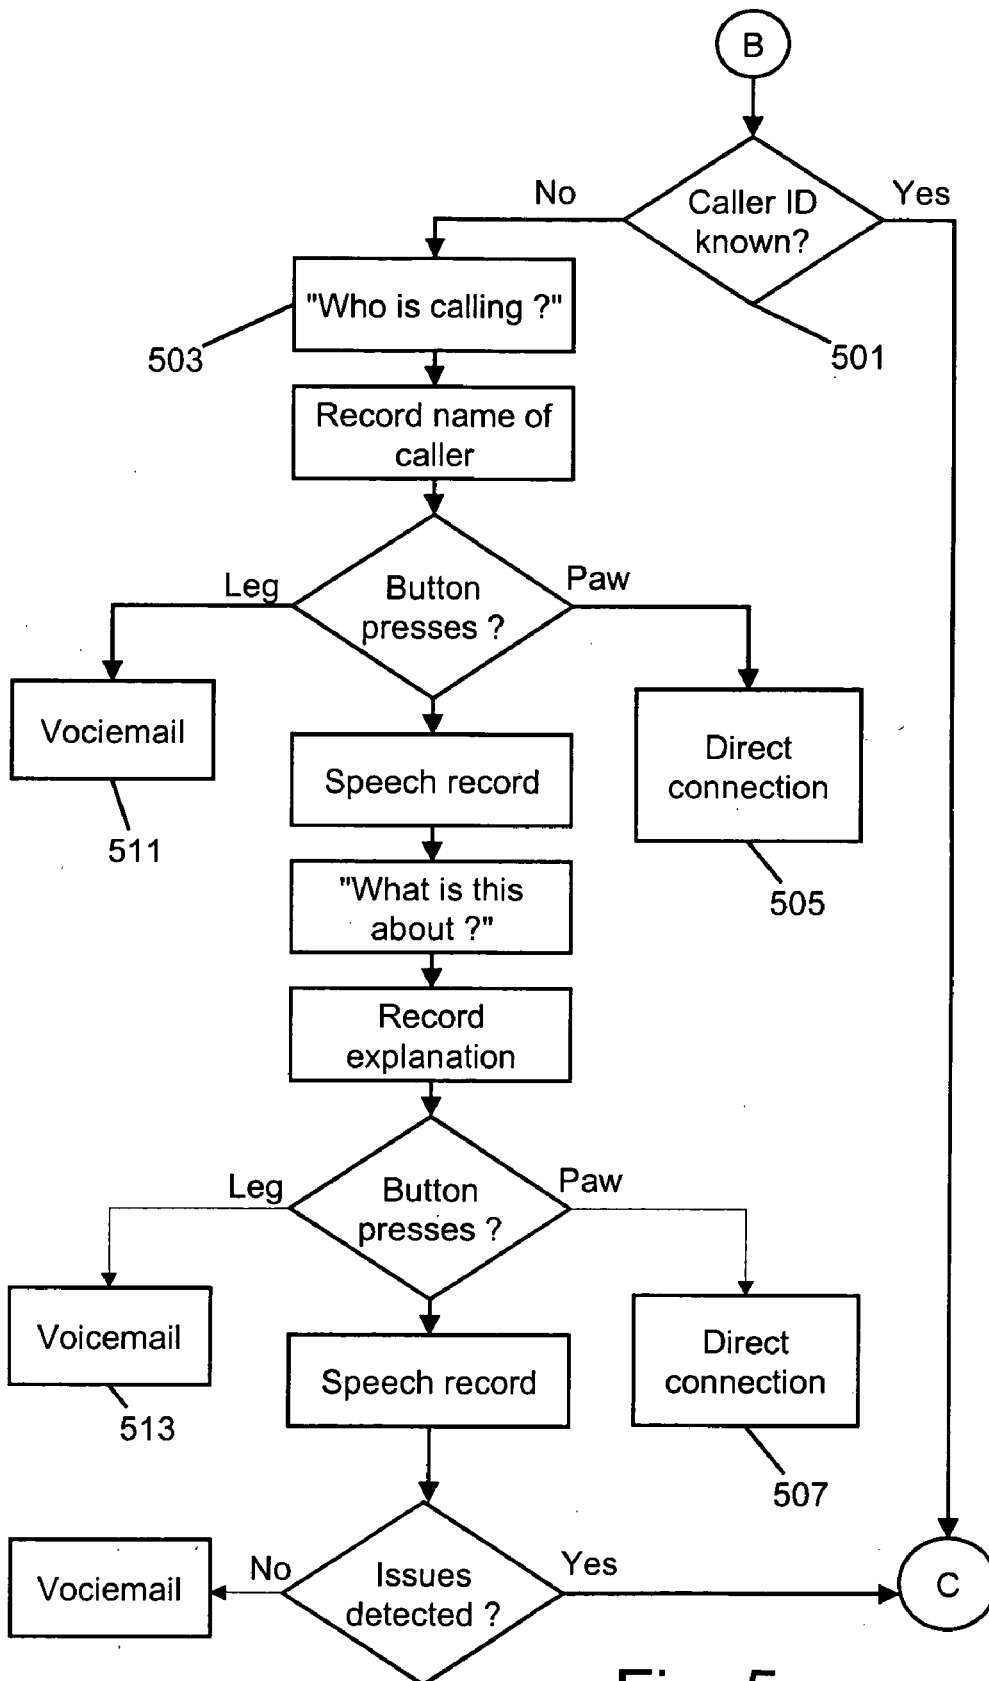 B
Caller ID
known?
No
Yes
"Who is calling ?"
503
501
Record name of
caller
Button
presses ?
Leg
Paw
Vociemail
511
Direct
connection
505
Speech record
"What is this
about ?"
Record
explanation
Button
presses ?
Leg
Paw
Voicemail
513
Direct
connection
507
Speech record
Issues
detected ?
No
Yes
Vociemail
C
Fig. 5